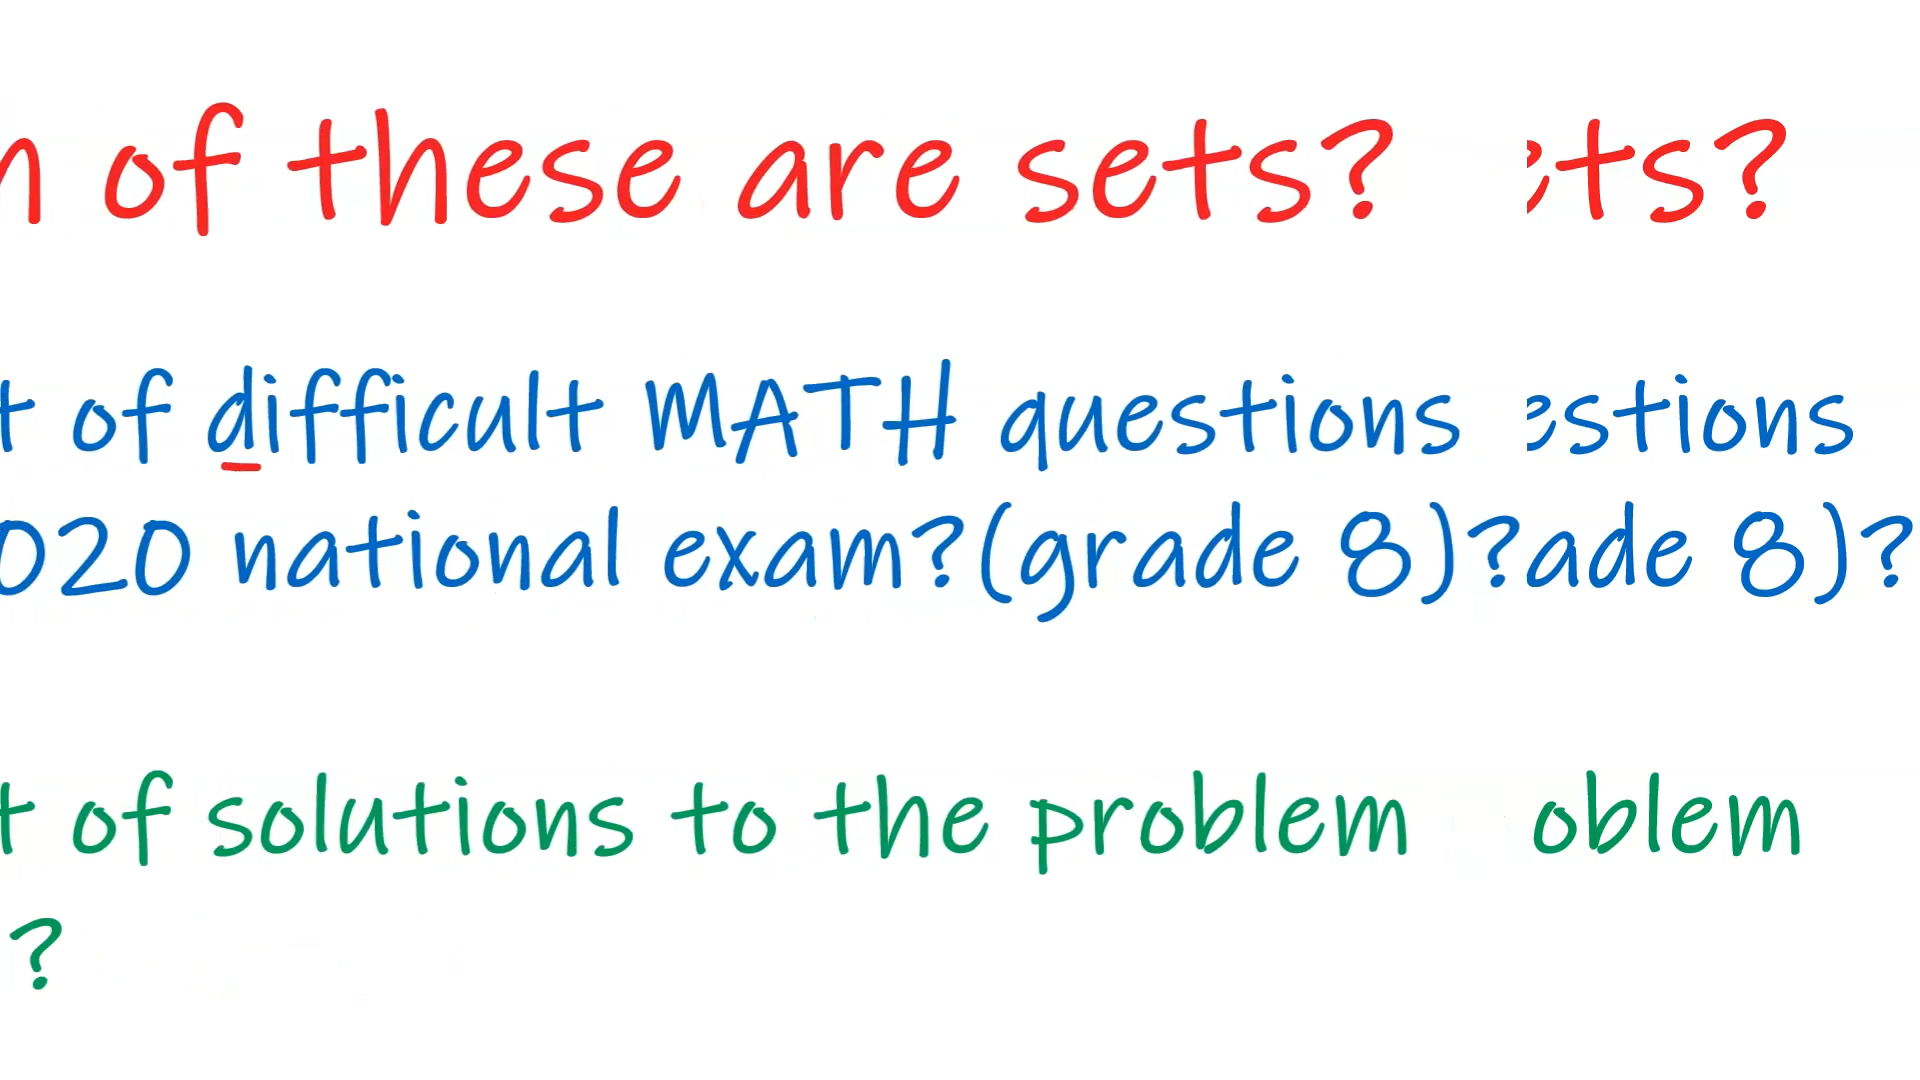 of these are sets? ts?
of difficult MATH questions estions
020 national exam?(grade 8)?ade 8)?
of solutions to the problem oblem
?